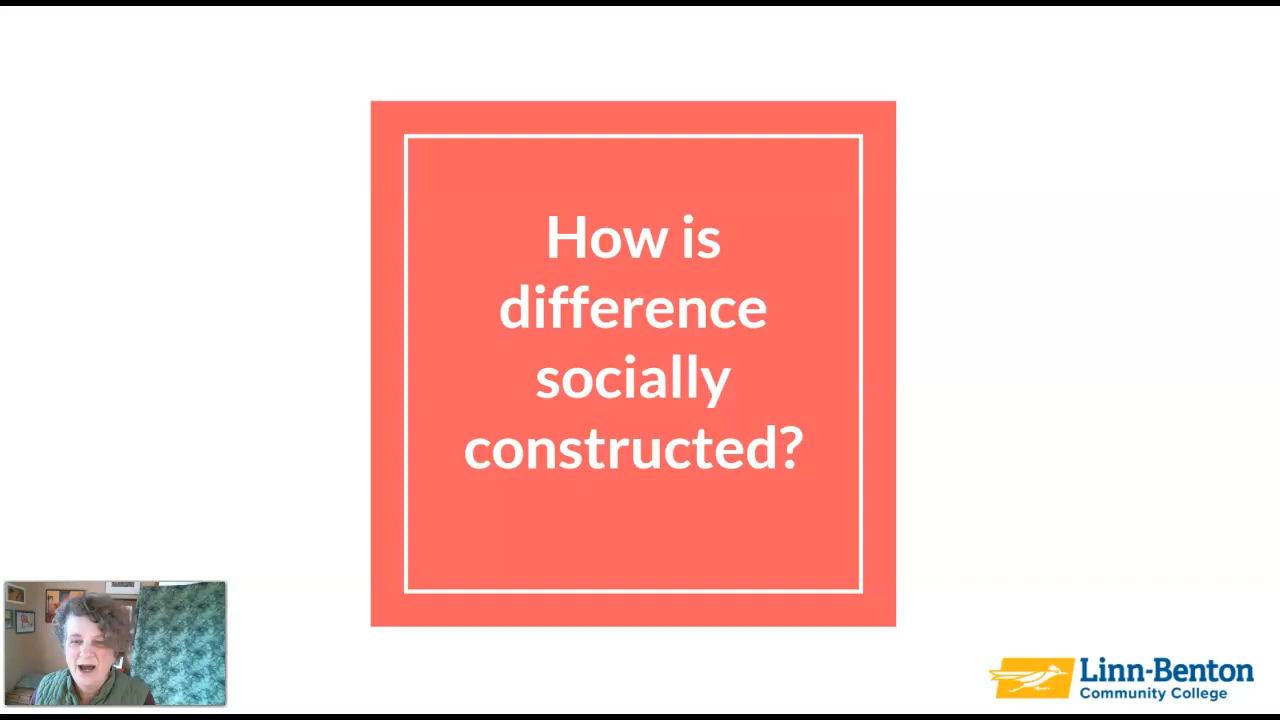 How is
difference
socially
constructed?
Linn-Benton
Community College